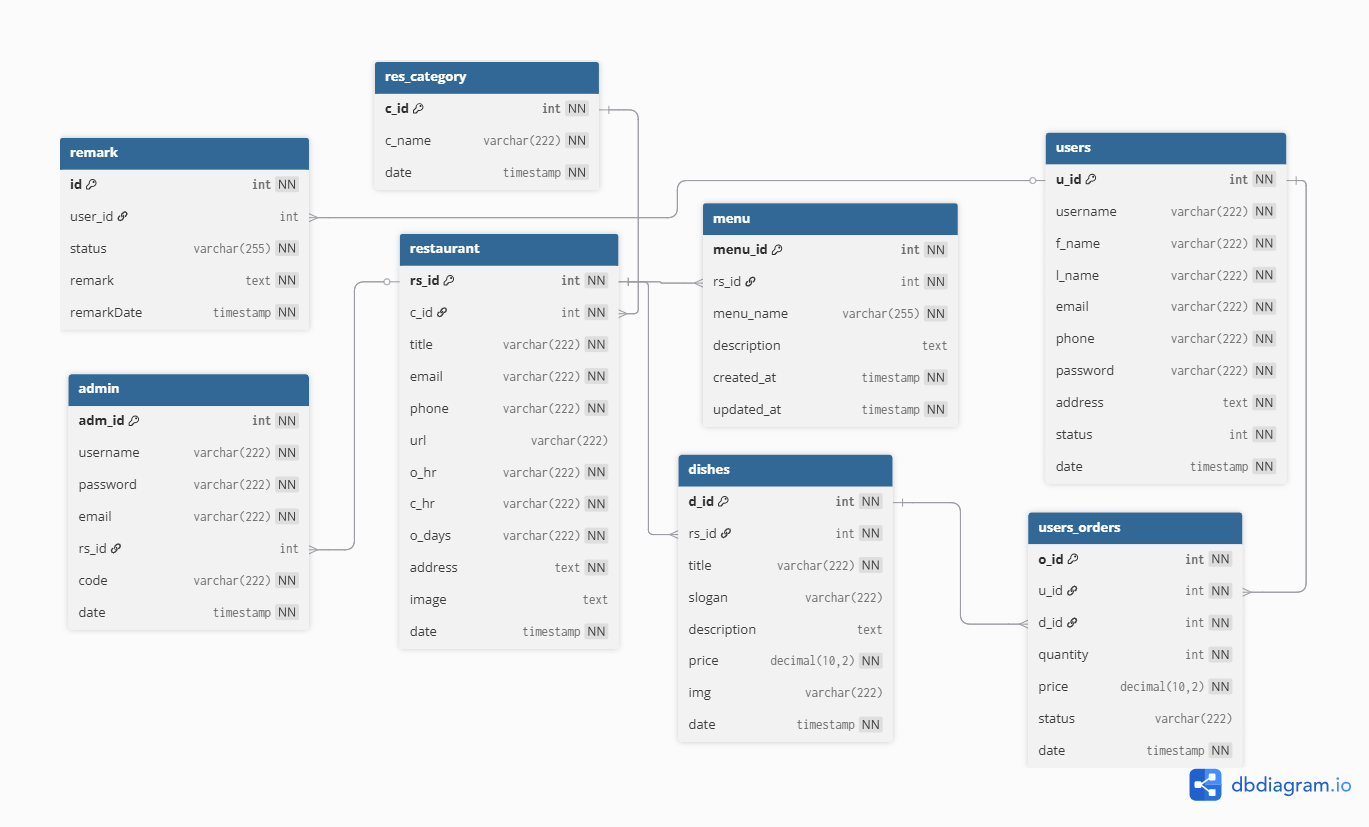 res_category
c_id int NN
c_name varchar(222) NN
date timestamp NN
remark
id int NN
user_id int
status varchar(255) NN
remark text NN
remarkDate timestamp NN
users
u_id int NN
username varchar(222) NN
f_name varchar(222) NN
l_name varchar(222) NN
email varchar(222) NN
phone varchar(222) NN
password varchar(222) NN
address text NN
status int NN
date timestamp NN
menu
menu_id int NN
rs_id int NN
menu_name varchar(255) NN
description text
created_at timestamp NN
updated_at timestamp NN
restaurant
rs_id int NN
c_id int NN
title varchar(222) NN
email varchar(222) NN
phone varchar(222) NN
url varchar(222)
o_hr varchar(222) NN
c_hr varchar(222) NN
o_days varchar(222) NN
address text NN
image text
date timestamp NN
admin
adm_id int NN
username varchar(222) NN
password varchar(222) NN
email varchar(222) NN
rs_id int
code varchar(222) NN
date timestamp NN
dishes
d_id int NN
rs_id int NN
title varchar(222) NN
slogan varchar(222)
description text
price decimal(10,2) NN
img varchar(222)
date timestamp NN
users_orders
o_id int NN
u_id int NN
d_id int NN
quantity int NN
price decimal(10,2) NN
status varchar(222)
date timestamp NN
dbdiagram.io